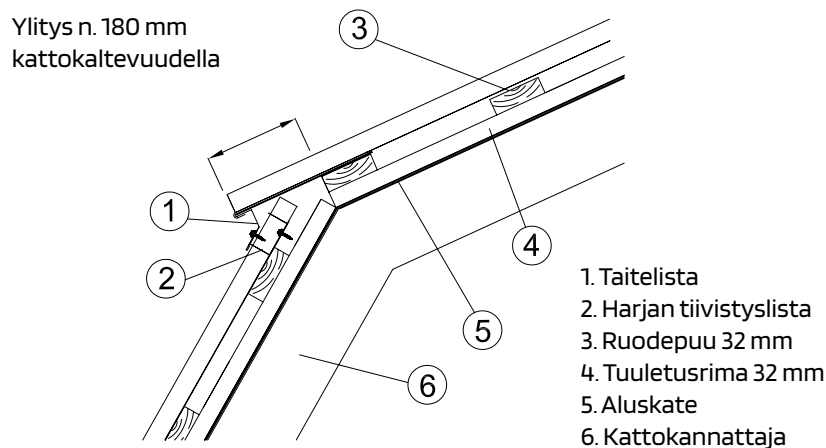 Ylitys n. 180 mm
kattokaltevuudella
3
1
2
4
5
6
1. Taitelista
2. Harjan tiivistyslista
3. Ruodepuu 32 mm
4. Tuuletusrima 32 mm
5. Aluskate
6. Kattokannattaja